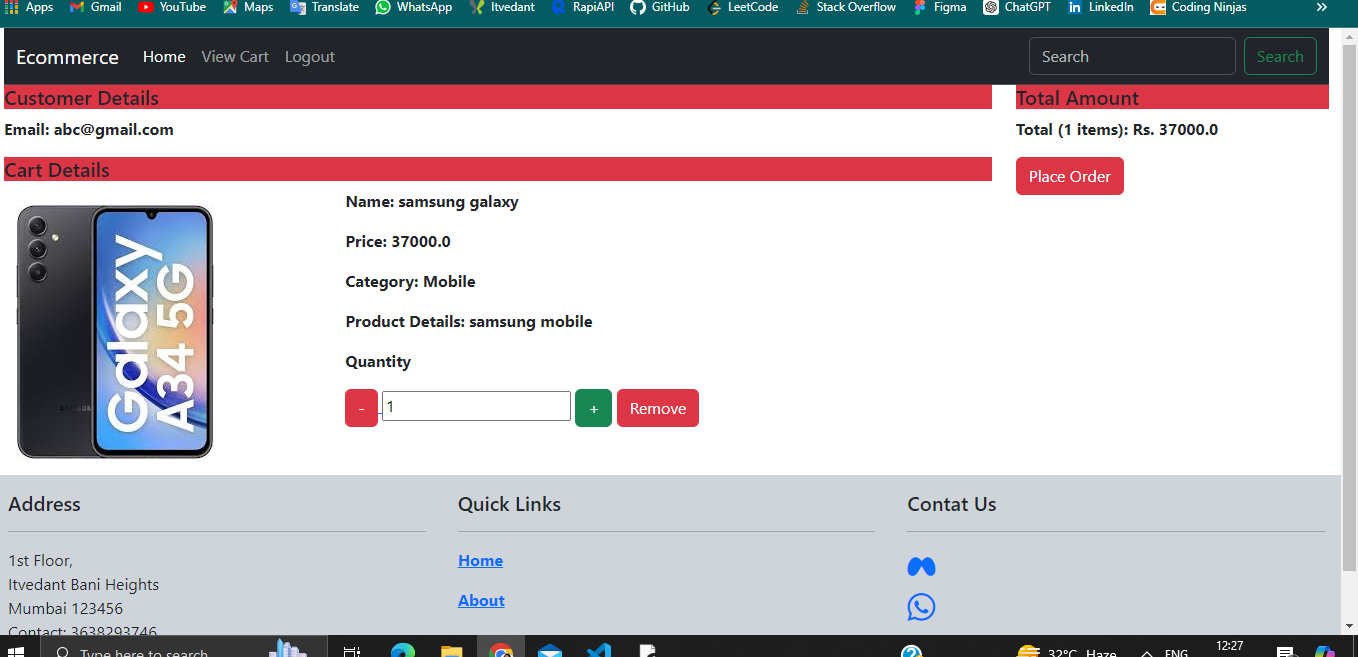 Apps Gmail YouTube Maps Translate WhatsApp Itvedant RapiAPI GitHub LeetCode Stack Overflow Figma ChatGPT LinkedIn Coding Ninjas »
Ecommerce Home View Cart Logout Search Search
Customer Details
Email: abc@gmail.com
Cart Details
Galaxy
A34 5G
Name: samsung galaxy
Price: 37000.0
Category: Mobile
Product Details: samsung mobile
Quantity
- 1 + Remove
Total Amount
Total (1 items): Rs. 37000.0
Place Order
Address
1st Floor,
Itvedant Bani Heights
Mumbai 123456
Contact: 3638293746
Quick Links
Home
About
Contat Us
Type here to search
32°C Haze
ENG
12:27